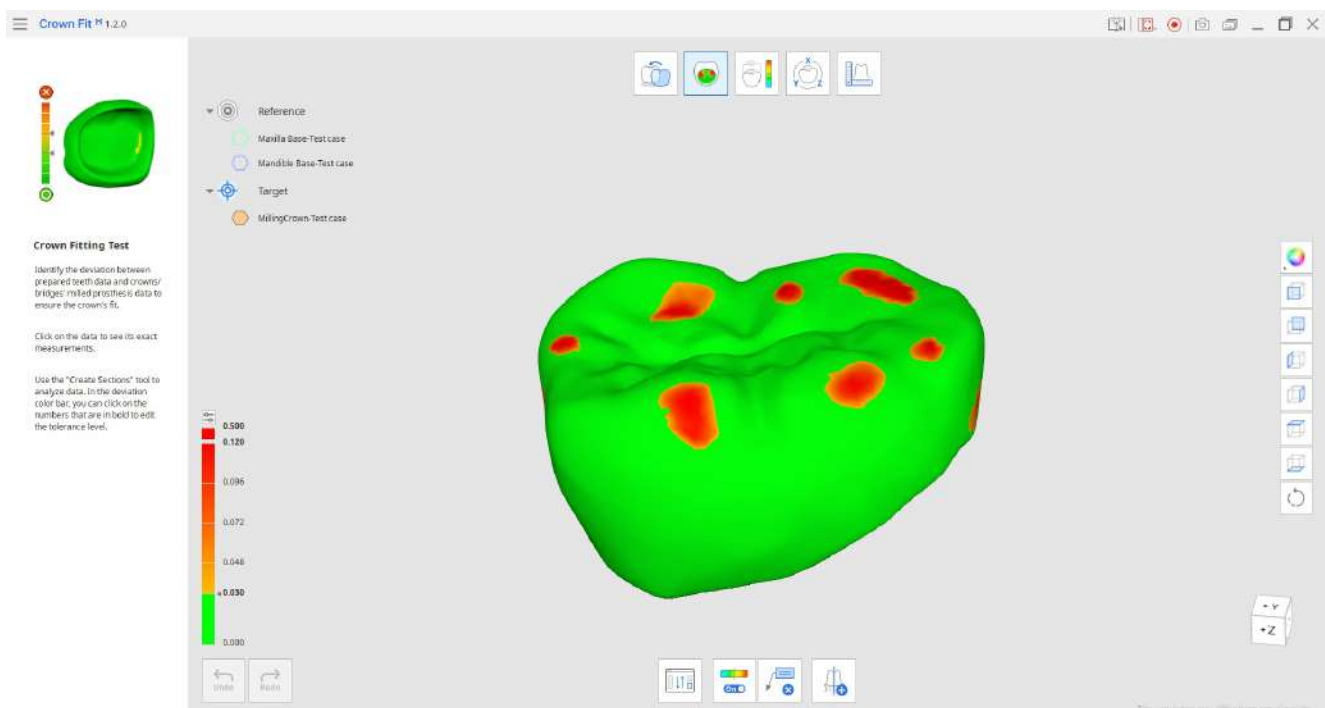 Crown Fit M 1.2.0
Reference
Maxilla Base-Test case
Mandible Base-Test case
Target
MillingCrown-Test case
Crown Fitting Test
Identify the deviation between
prepared teeth data and crowns/
bridges' milled prosthesis data to
ensure the crown's fit.
Click on the data to see its exact
measurements.
Use the "Create Sections" tool to
analyze data. In the deviation
color bar, you can click on the
numbers that are in bold to edit
the tolerance level.
0.500
0.120
0.096
0.072
0.048
0.030
0.000
Undo
Redo
On
X
Y
Z
+Y
+Z